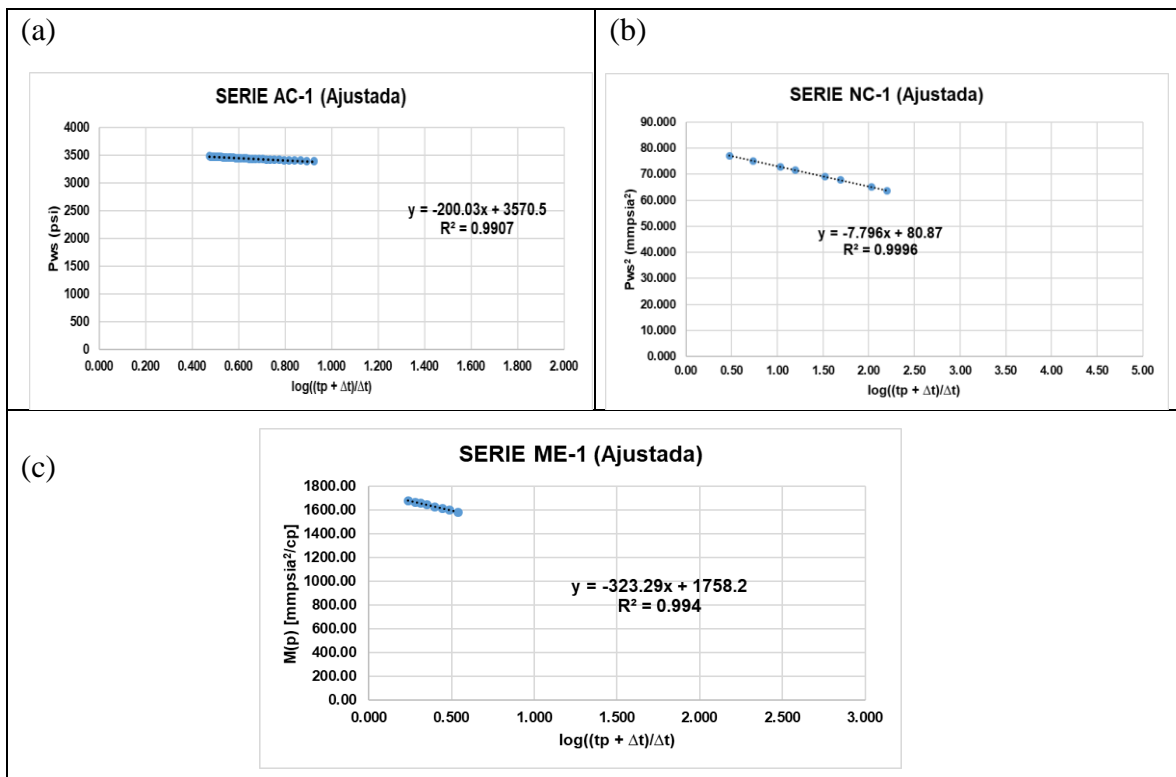 (a)
SERIE AC-1 (Ajustada)
4000
3500
3000
2500
2000
1500
1000
500
0
Pws (psi)
y = -200.03x + 3570.5
R² = 0.9907
0.000 0.200 0.400 0.600 0.800 1.000 1.200 1.400 1.600 1.800 2.000
log((tp + Δt)/Δt)
(b)
SERIE NC-1 (Ajustada)
90.000
80.000
70.000
60.000
50.000
40.000
30.000
20.000
10.000
0.000
Pws² (mmpsia²)
y = -7.796x + 80.87
R² = 0.9996
0.00 0.50 1.00 1.50 2.00 2.50 3.00 3.50 4.00 4.50 5.00
log((tp + Δt)/Δt)
(c)
SERIE ME-1 (Ajustada)
1800.00
1600.00
1400.00
1200.00
1000.00
800.00
600.00
400.00
200.00
0.00
M(p) [mmpsia²/cp]
y = -323.29x + 1758.2
R² = 0.994
0.000 0.500 1.000 1.500 2.000 2.500 3.000
log((tp + Δt)/Δt)